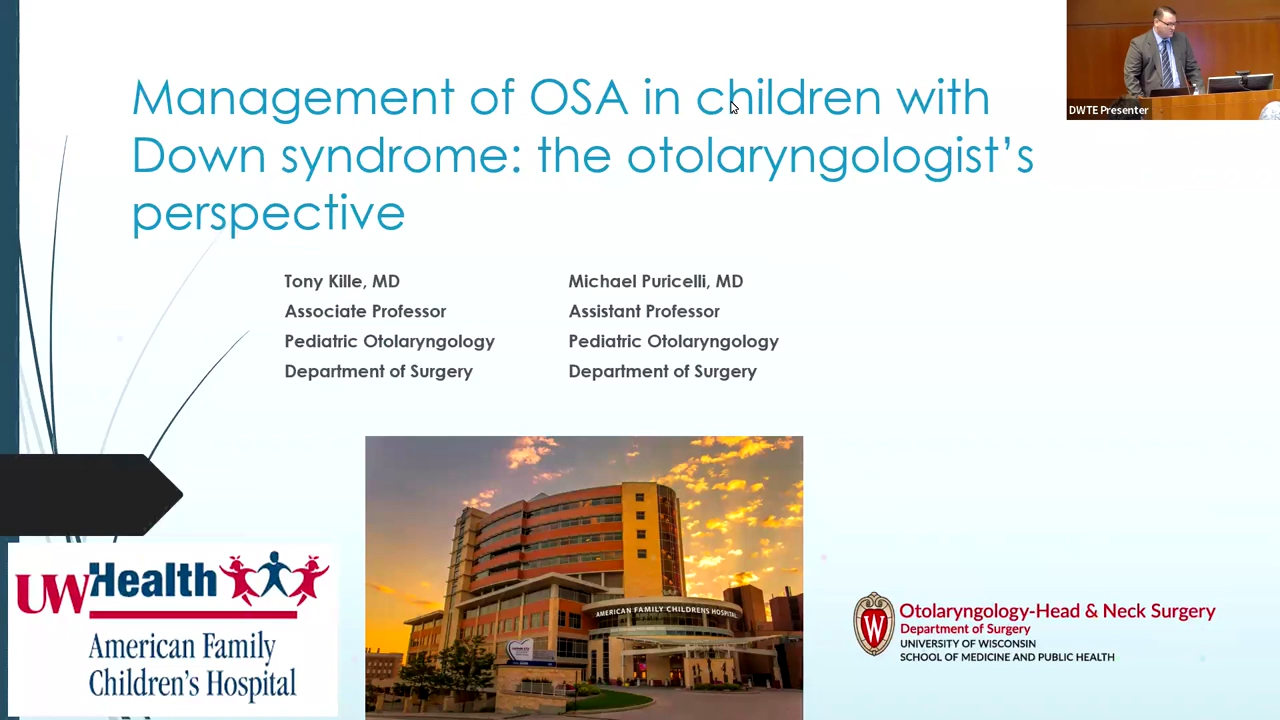 Management of OSA in children with
Down syndrome: the otolaryngologist’s
perspective
DWTE Presenter
Tony Kille, MD
Associate Professor
Pediatric Otolaryngology
Department of Surgery
Michael Puricelli, MD
Assistant Professor
Pediatric Otolaryngology
Department of Surgery
UWHealth
American Family
Children's Hospital
AMERICAN FAMILY CHILDRENS HOSPITAL
W
Otolaryngology-Head & Neck Surgery
Department of Surgery
UNIVERSITY OF WISCONSIN
SCHOOL OF MEDICINE AND PUBLIC HEALTH